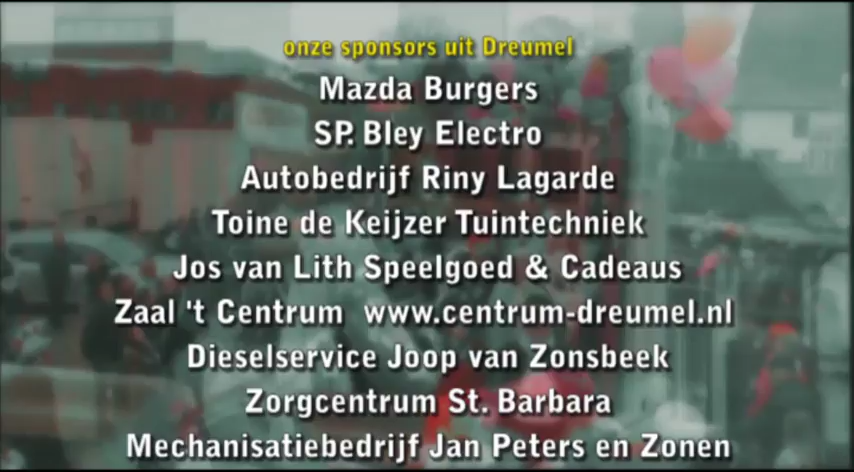 onze sponsors uit Dreumel
Mazda Burgers
SP. Bley Electro
Autobedrijf Riny Lagarde
Toine de Keijzer Tuintechniek
Jos van Lith Speelgoed & Cadeaus
Zaal 't Centrum www.centrum-dreumel.nl
Dieselservice Joop van Zonsbeek
Zorgcentrum St. Barbara
Mechanisatiebedrijf Jan Peters en Zonen